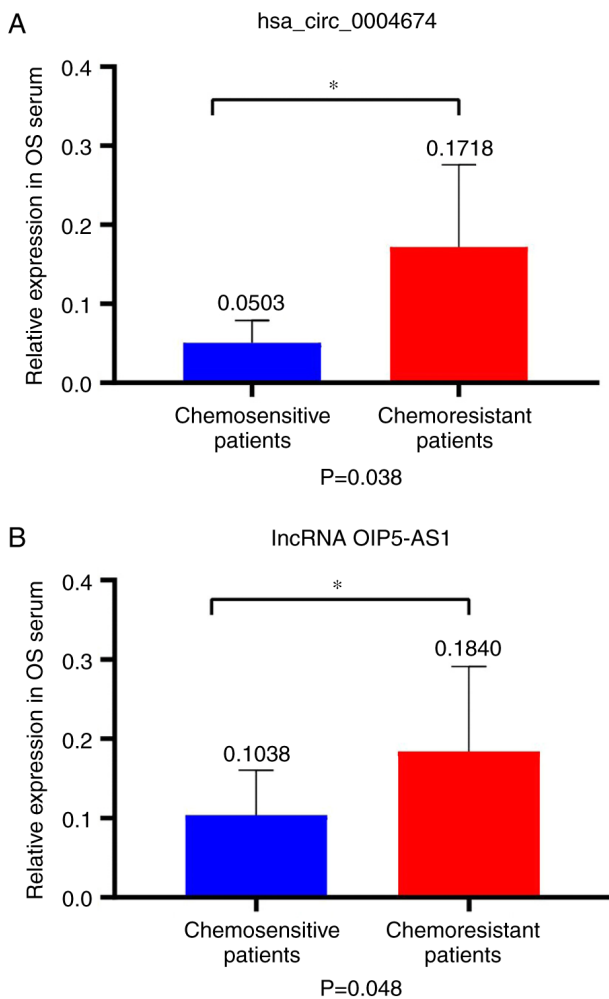 A
hsa_circ_0004674
Relative expression in OS serum
0.4
0.3
0.2
0.1
0.0
*
0.0503
0.1718
Chemosensitive
patients
Chemoresistant
patients
P=0.038
B
lncRNA OIP5-AS1
Relative expression in OS serum
0.4
0.3
0.2
0.1
0.0
*
0.1038
0.1840
Chemosensitive
patients
Chemoresistant
patients
P=0.048